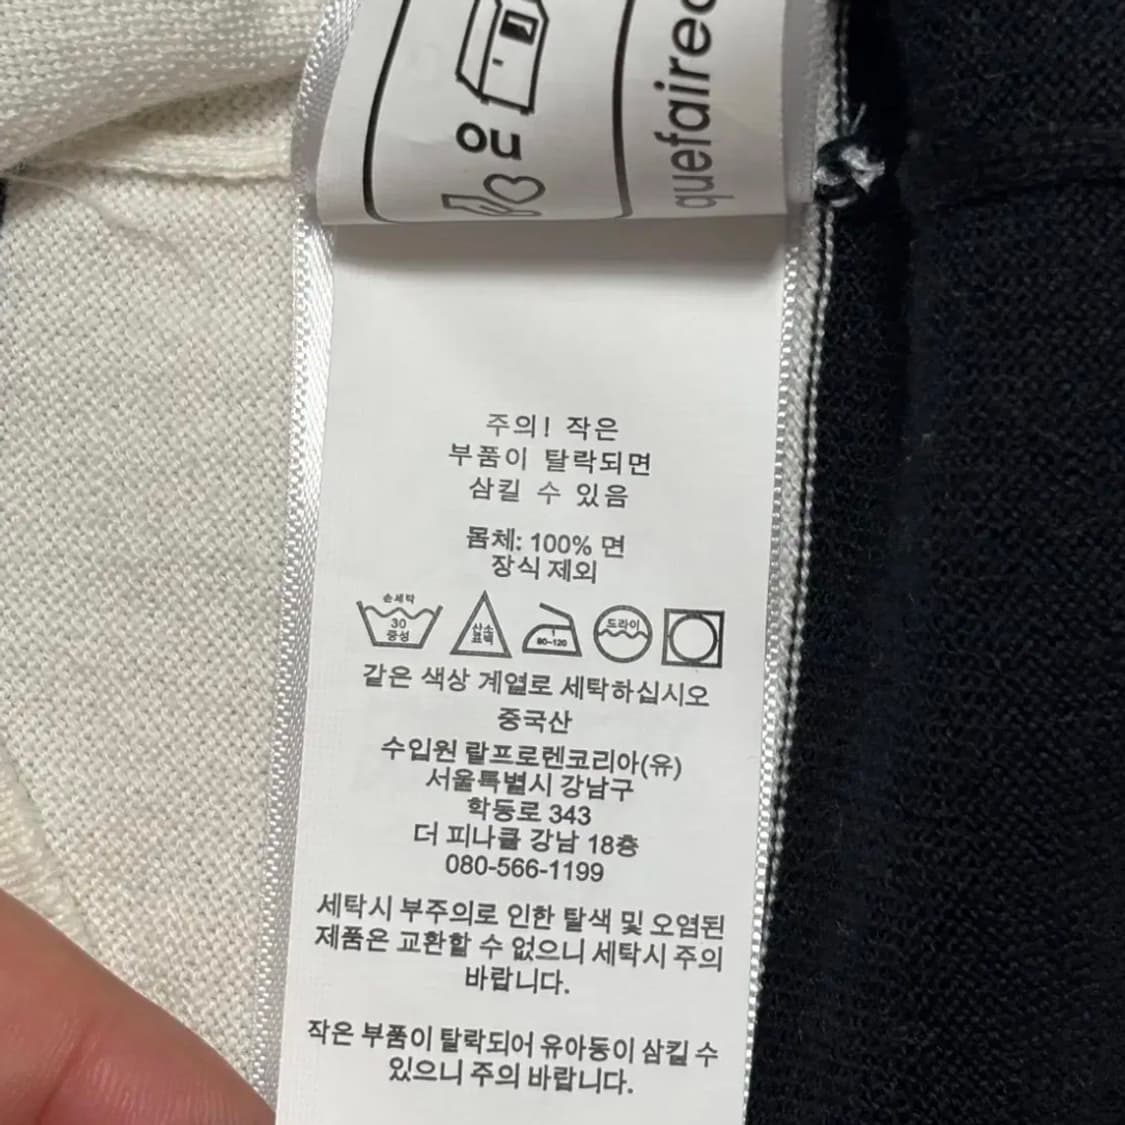 OU
quefairedc
주의! 작은
부품이 탈락되면
삼킬 수 있음
몸체: 100% 면
장식 제외
손세탁
30
중성
산소
표백
1
80~120
드라이
같은 색상 계열로 세탁하십시오
중국산
수입원 랄프로렌코리아(유)
서울특별시 강남구
학동로 343
더 피나클 강남 18층
080-566-1199
세탁시 부주의로 인한 탈색 및 오염된
제품은 교환할 수 없으니 세탁시 주의
바랍니다.
작은 부품이 탈락되어 유아동이 삼킬 수
있으니 주의 바랍니다.